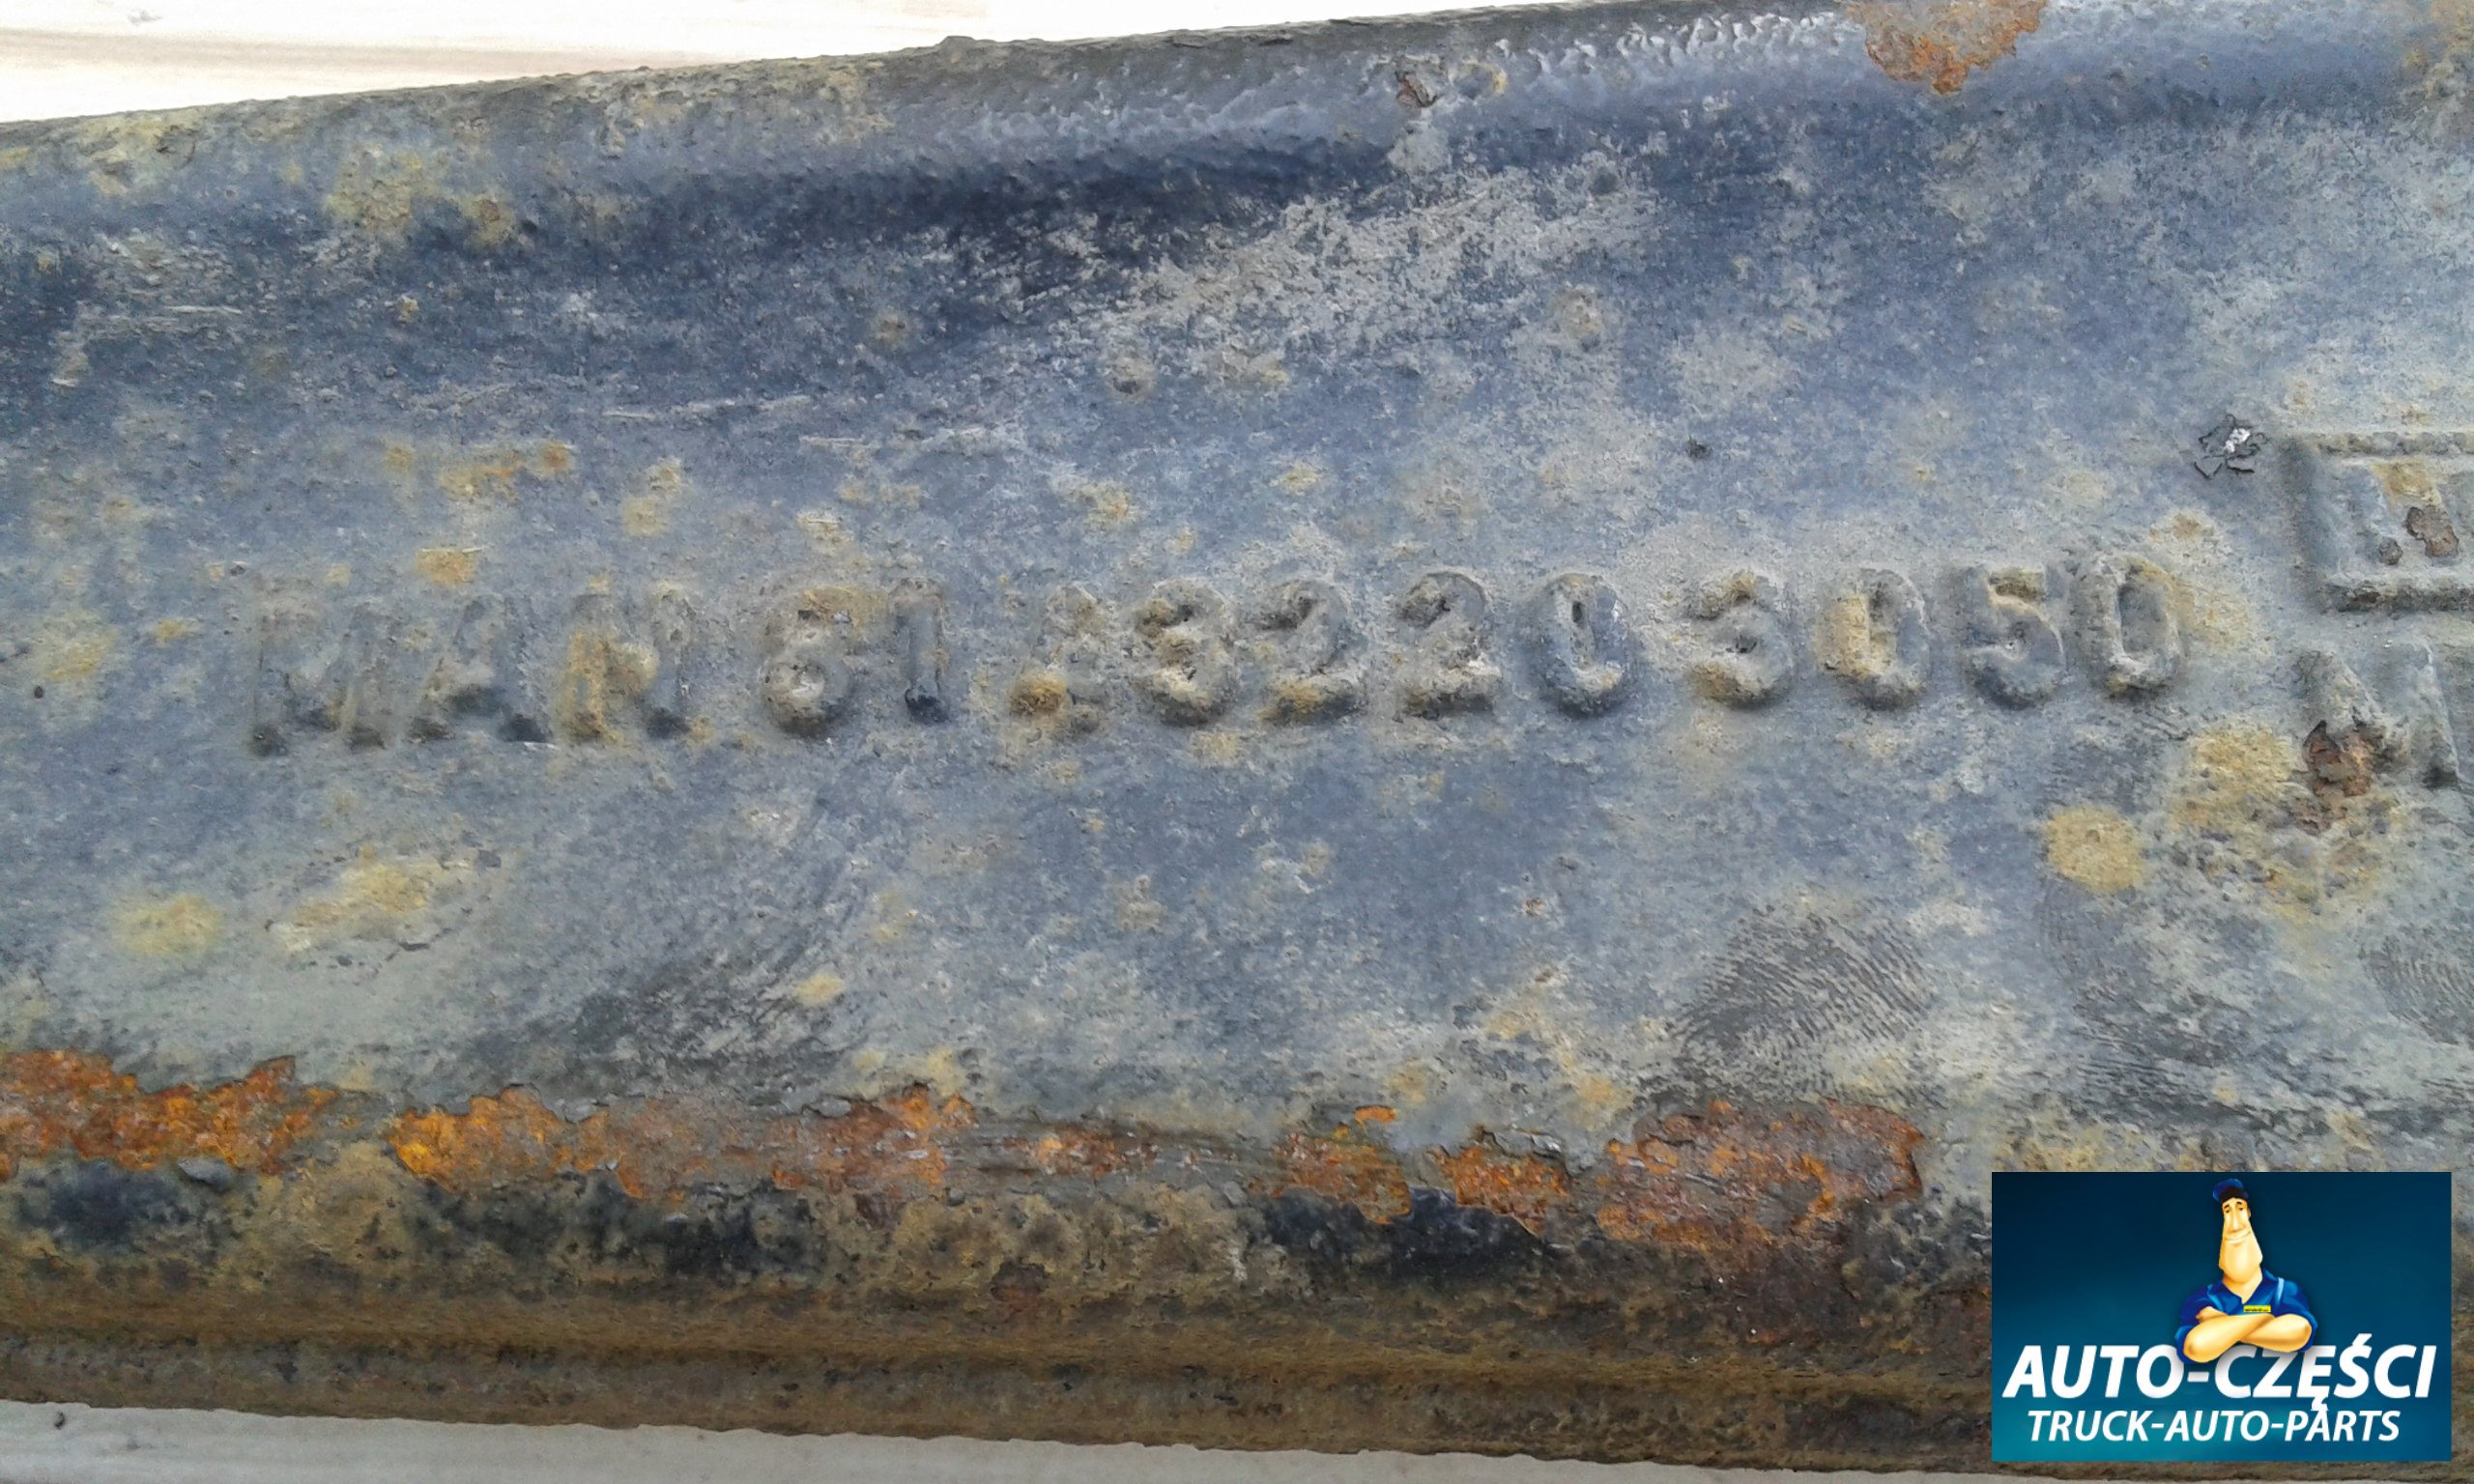 MAN 81 43220 3050
AUTO-CZĘŚCI
TRUCK-AUTO-PARTS